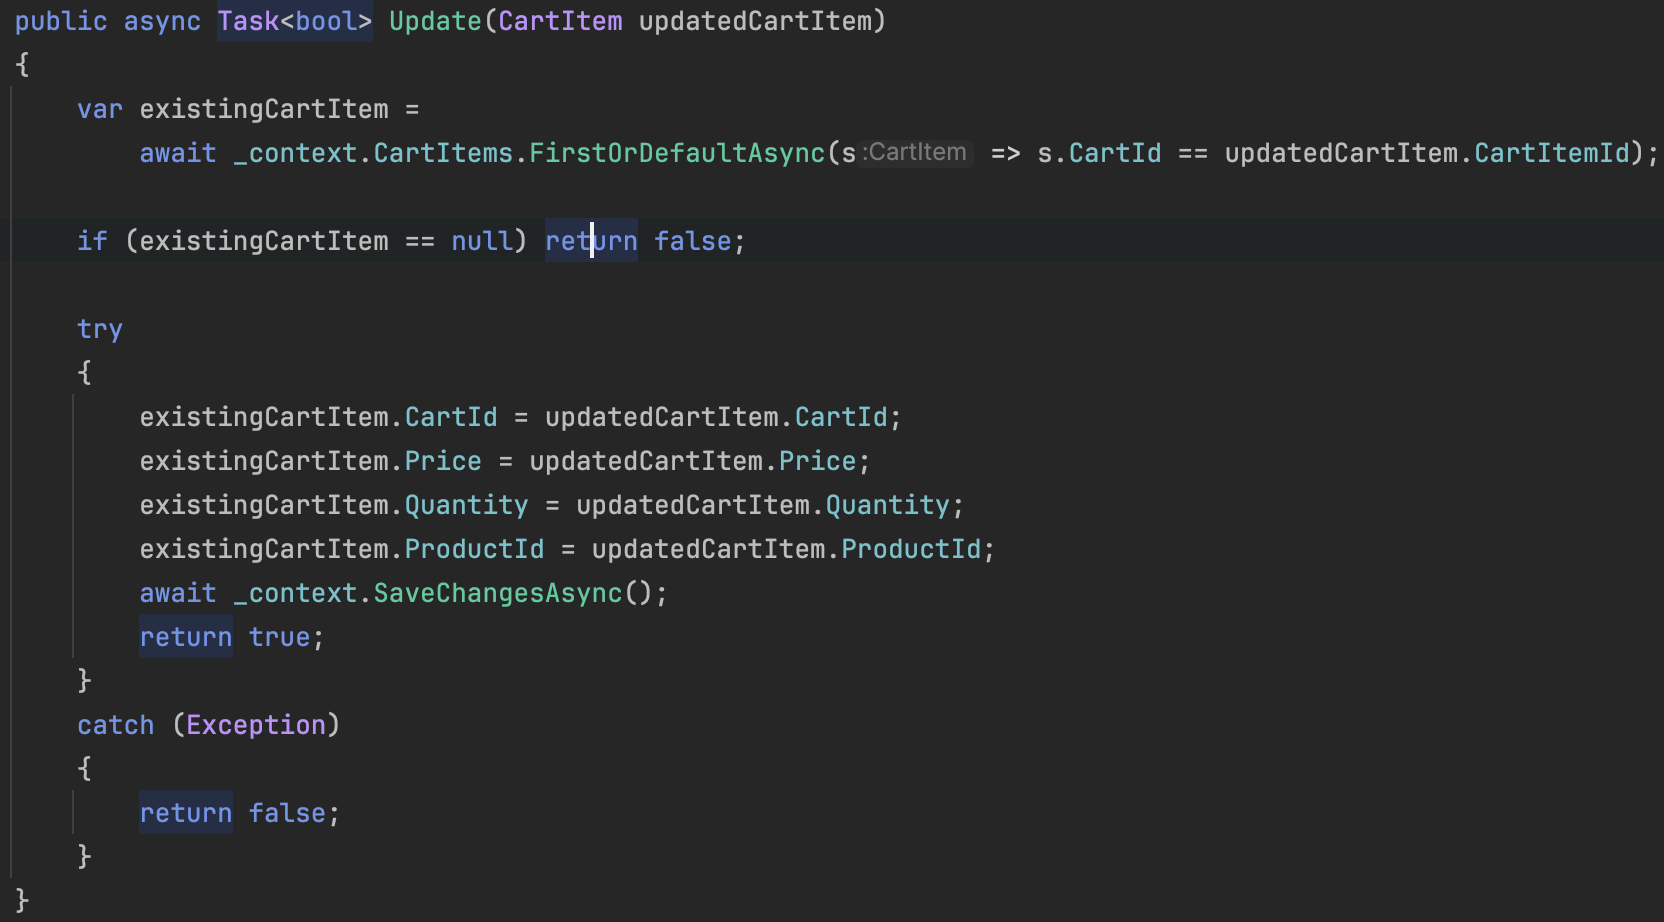 public async Task<bool> Update(CartItem updatedCartItem)
{
var existingCartItem =
await _context.CartItems.FirstOrDefaultAsync(s :CartItem => s.CartId == updatedCartItem.CartItemId);
if (existingCartItem == null) return false;
try
{
existingCartItem.CartId = updatedCartItem.CartId;
existingCartItem.Price = updatedCartItem.Price;
existingCartItem.Quantity = updatedCartItem.Quantity;
existingCartItem.ProductId = updatedCartItem.ProductId;
await _context.SaveChangesAsync();
return true;
}
catch (Exception)
{
return false;
}
}